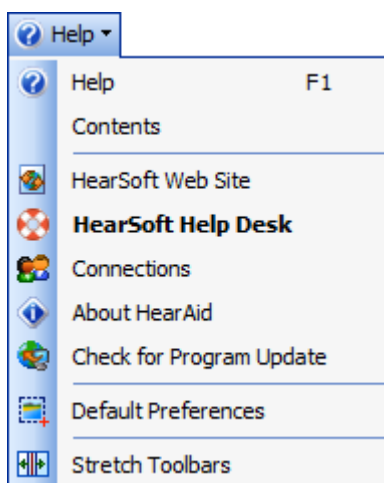 Help
Help F1
Contents
HearSoft Web Site
HearSoft Help Desk
Connections
About HearAid
Check for Program Update
Default Preferences
Stretch Toolbars